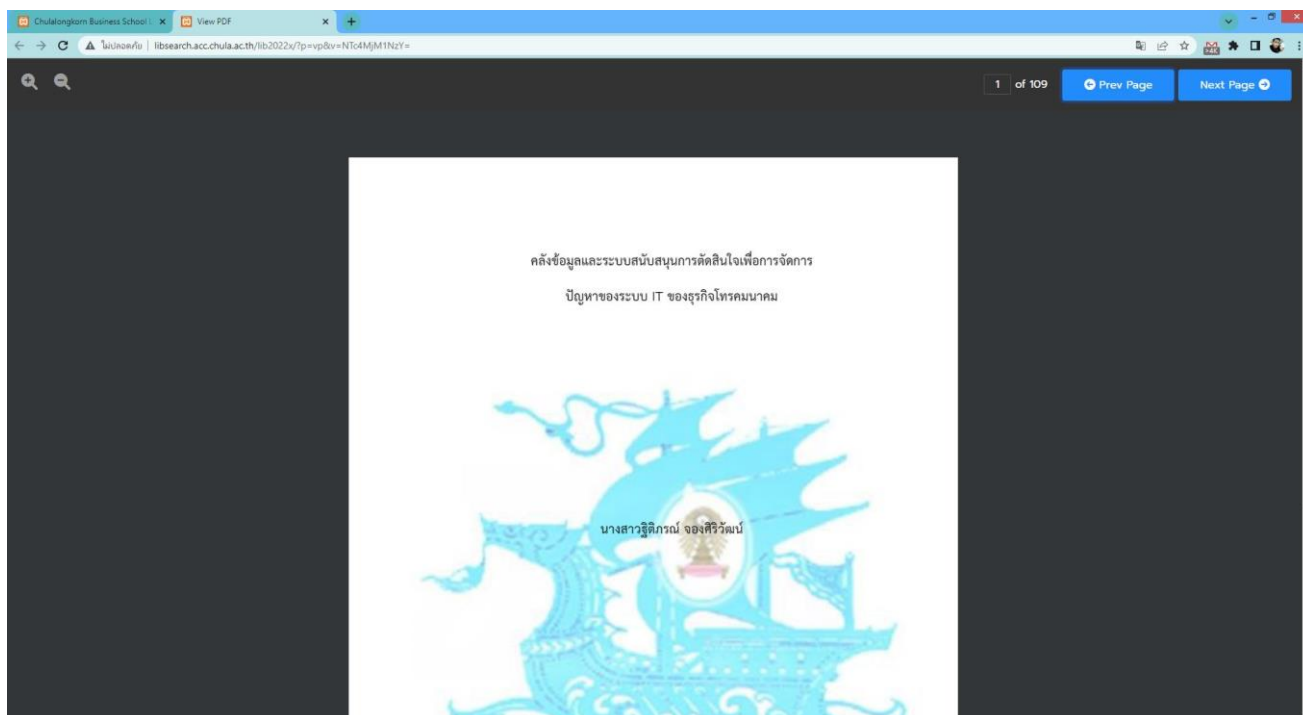 Chulalongkorn Business School
View PDF
ไม่ปลอดภัย | libsearch.acc.chula.ac.th/lib2022x/?p=vp&v=NTc4MjM1NzY=
1 of 109 Prev Page Next Page
คลังข้อมูลและระบบสนับสนุนการตัดสินใจเพื่อการจัดการ
ปัญหาของระบบ IT ของธุรกิจโทรคมนาคม
นางสาวฐิติภรณ์ จองศิริวัฒน์